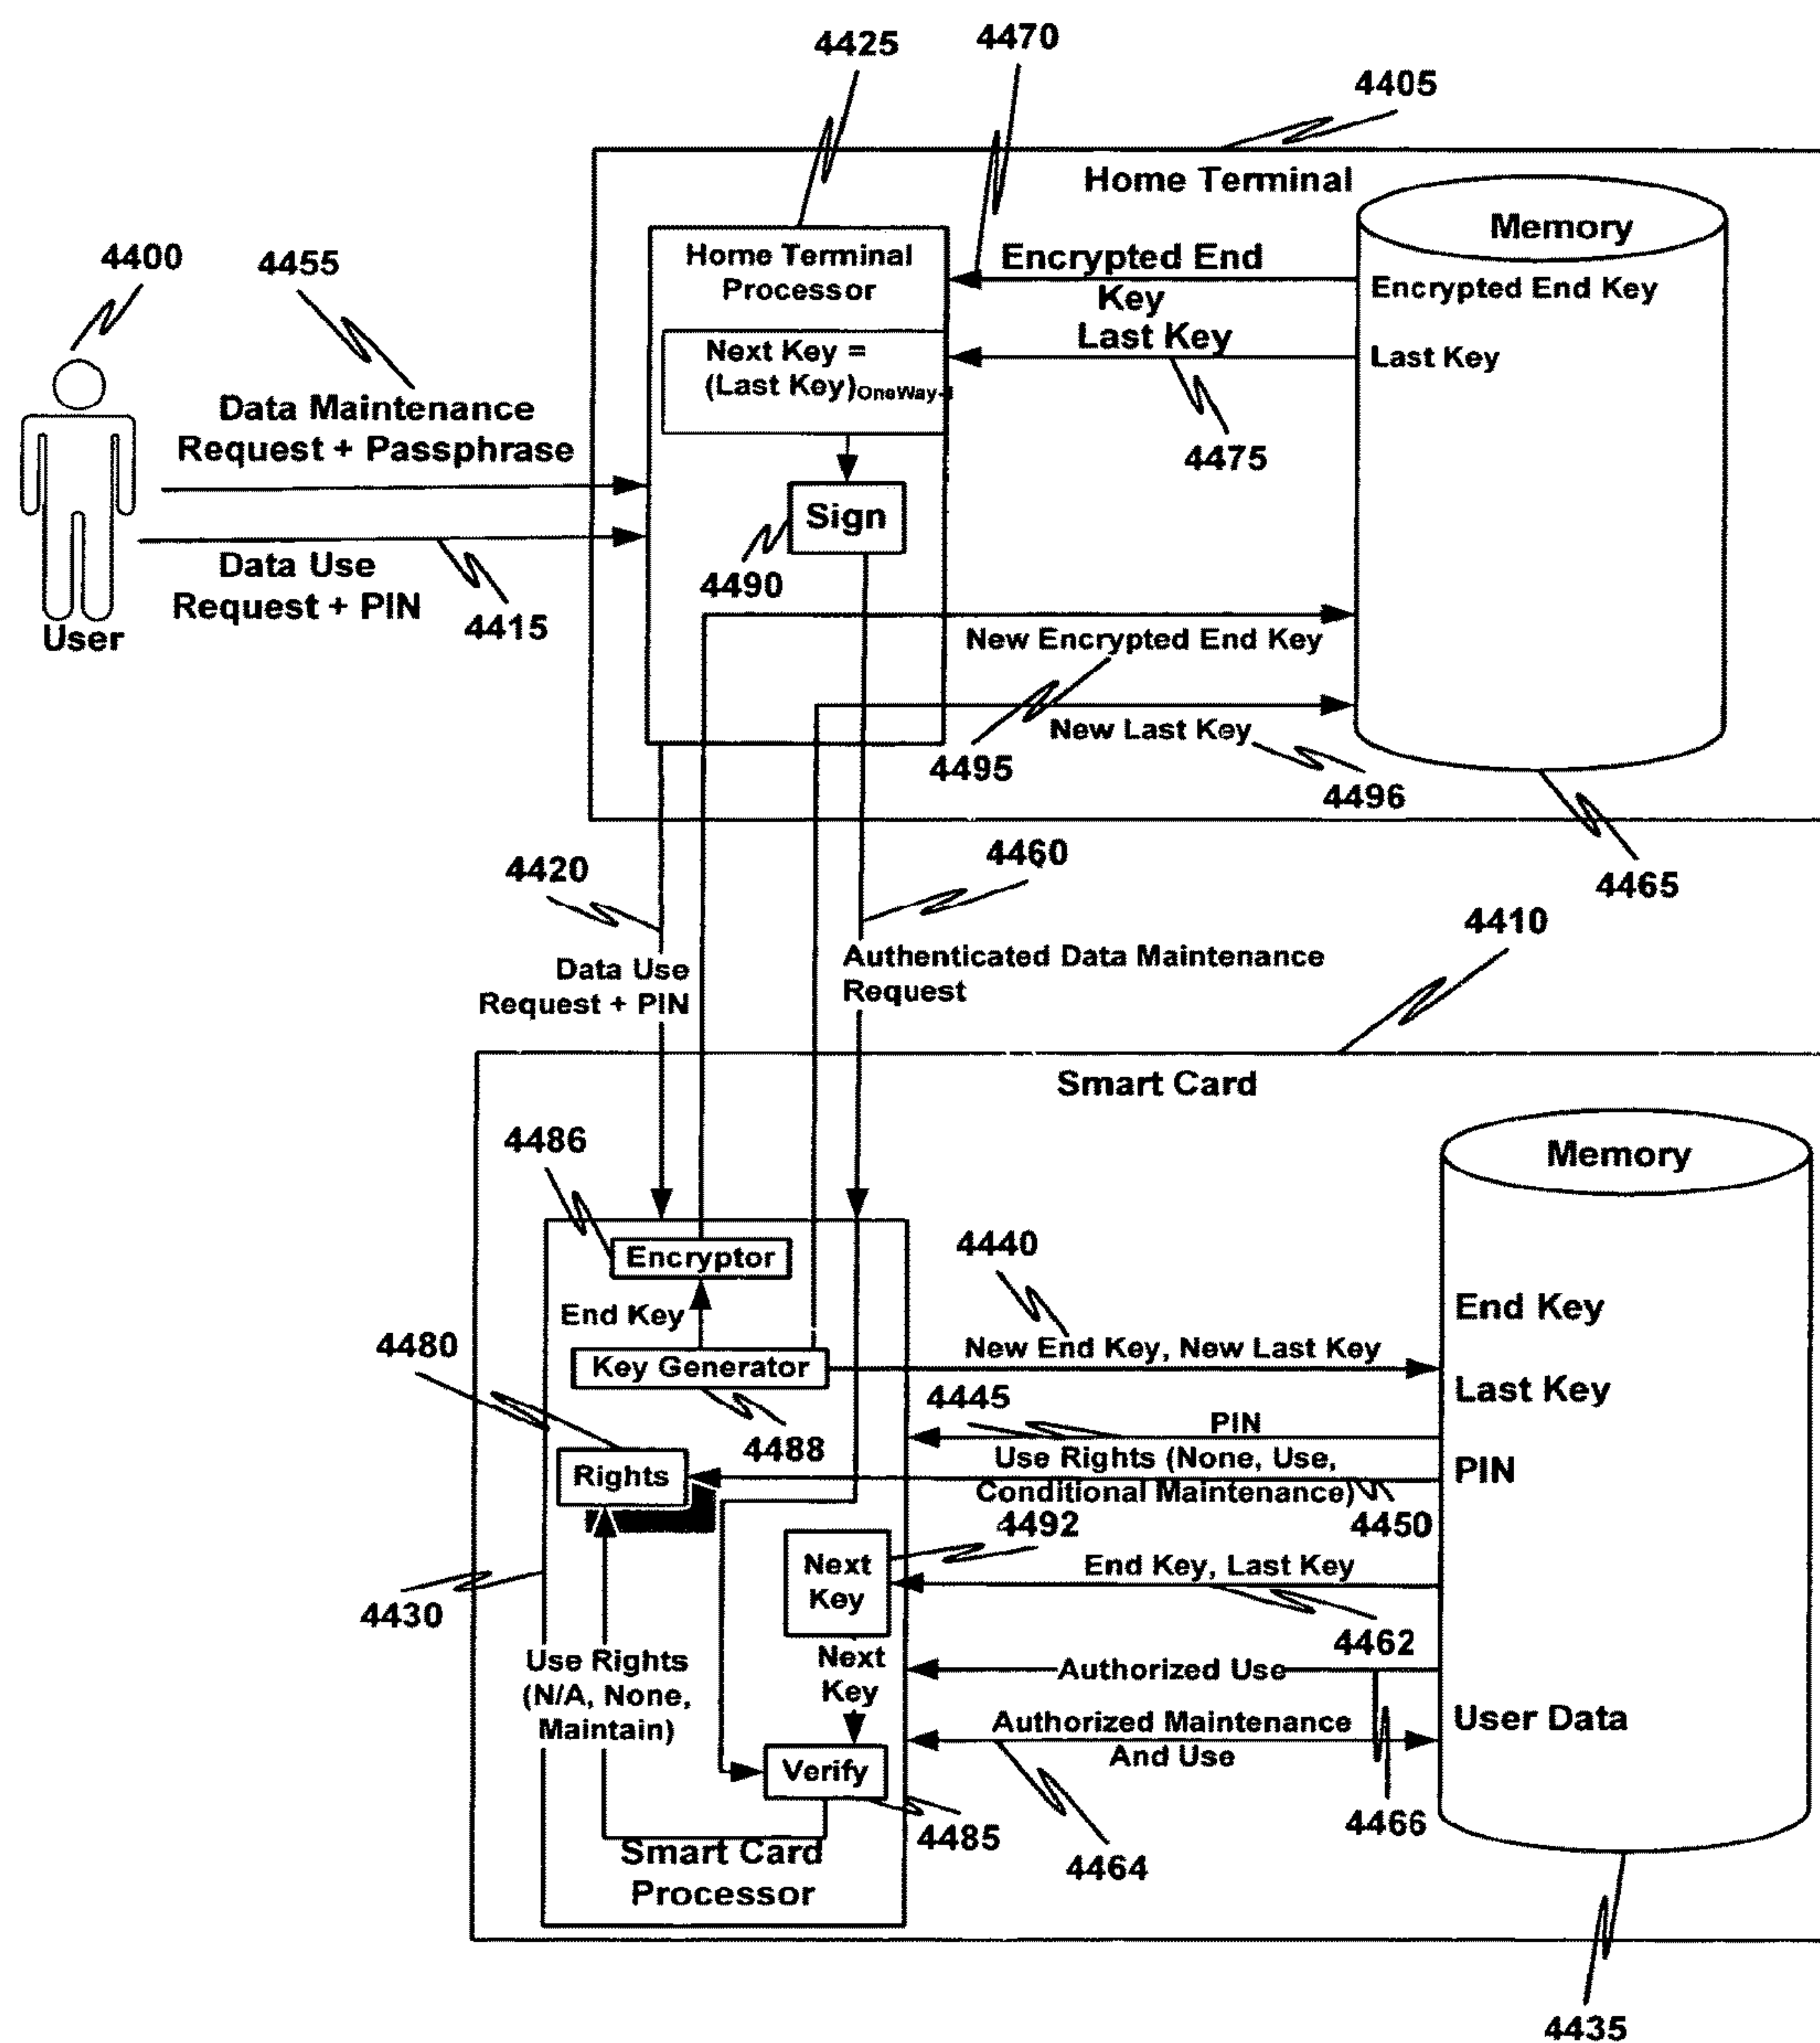 4425
4470
4405
Home Terminal
Memory
4400
4455
Home Terminal
Processor
Encrypted End
Key
Encrypted End Key
Next Key =
(Last Key)OneWay-
Last Key
Last Key
4475
Data Maintenance
Request + Passphrase
Sign
4490
Data Use
Request + PIN
4415
User
New Encrypted End Key
New Last Key
4495
4496
4465
4420
4460
4410
Data Use
Request + PIN
Authenticated Data Maintenance
Request
Smart Card
4486
Memory
Encryptor
4440
End Key
End Key
4480
Key Generator
New End Key, New Last Key
4445
Last Key
4488
PIN
Rights
Use Rights (None, Use,
Conditional Maintenance)
PIN
4492
4450
Next
Key
End Key, Last Key
4430
4462
Use Rights
(N/A, None,
Maintain)
Next
Key
Authorized Use
Authorized Maintenance
And Use
User Data
Verify
4485
4466
4464
Smart Card
Processor
4435